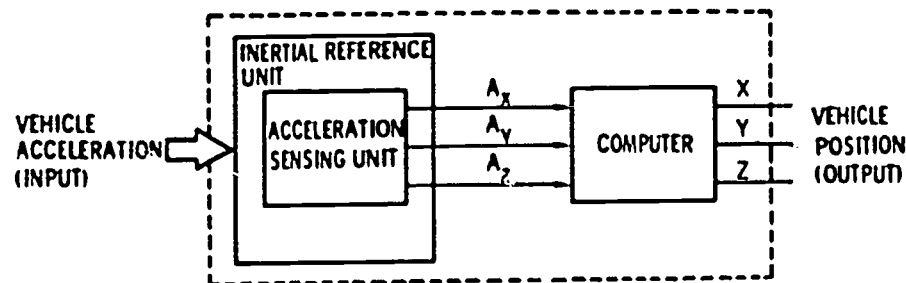 INERTIAL REFERENCE
UNIT
VEHICLE
ACCELERATION
(INPUT)
ACCELERATION
SENSING UNIT
A_X
A_Y
A_Z
COMPUTER
X
Y
Z
VEHICLE
POSITION
(OUTPUT)